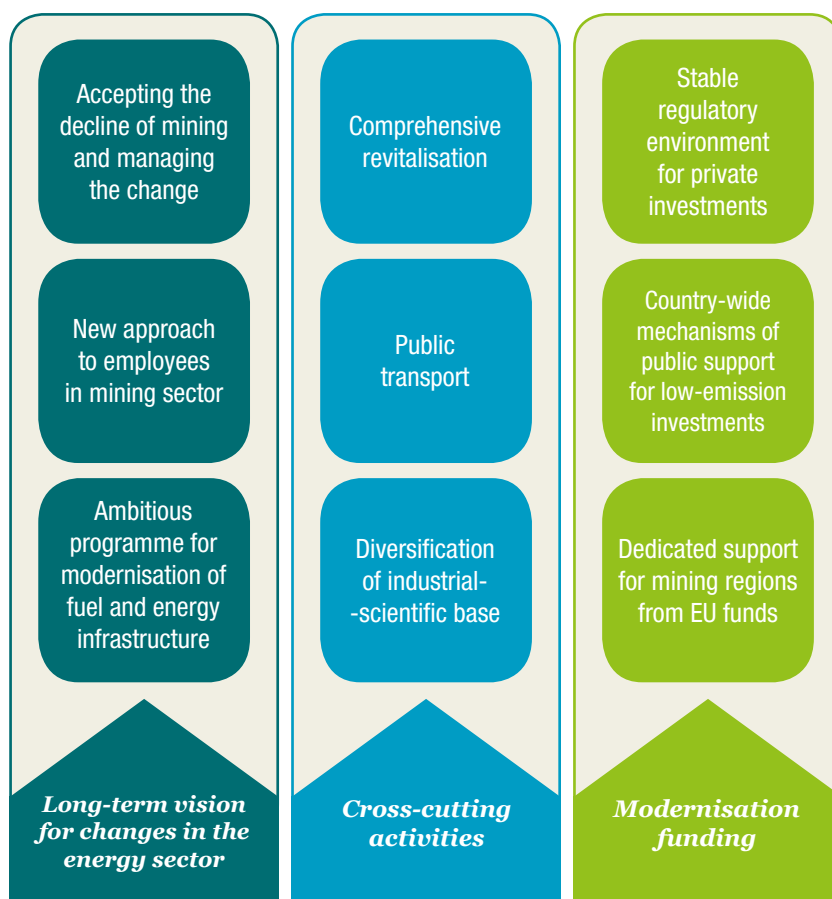 Accepting the
decline of mining
and managing
the change
New approach
to employees
in mining sector
Ambitious
programme for
modernisation of
fuel and energy
infrastructure
Long-term vision
for changes in the
energy sector
Comprehensive
revitalisation
Public
transport
Diversification
of industrial-
-scientific base
Cross-cutting
activities
Stable
regulatory
environment
for private
investments
Country-wide
mechanisms of
public support
for low-emission
investments
Dedicated support
for mining regions
from EU funds
Modernisation
funding